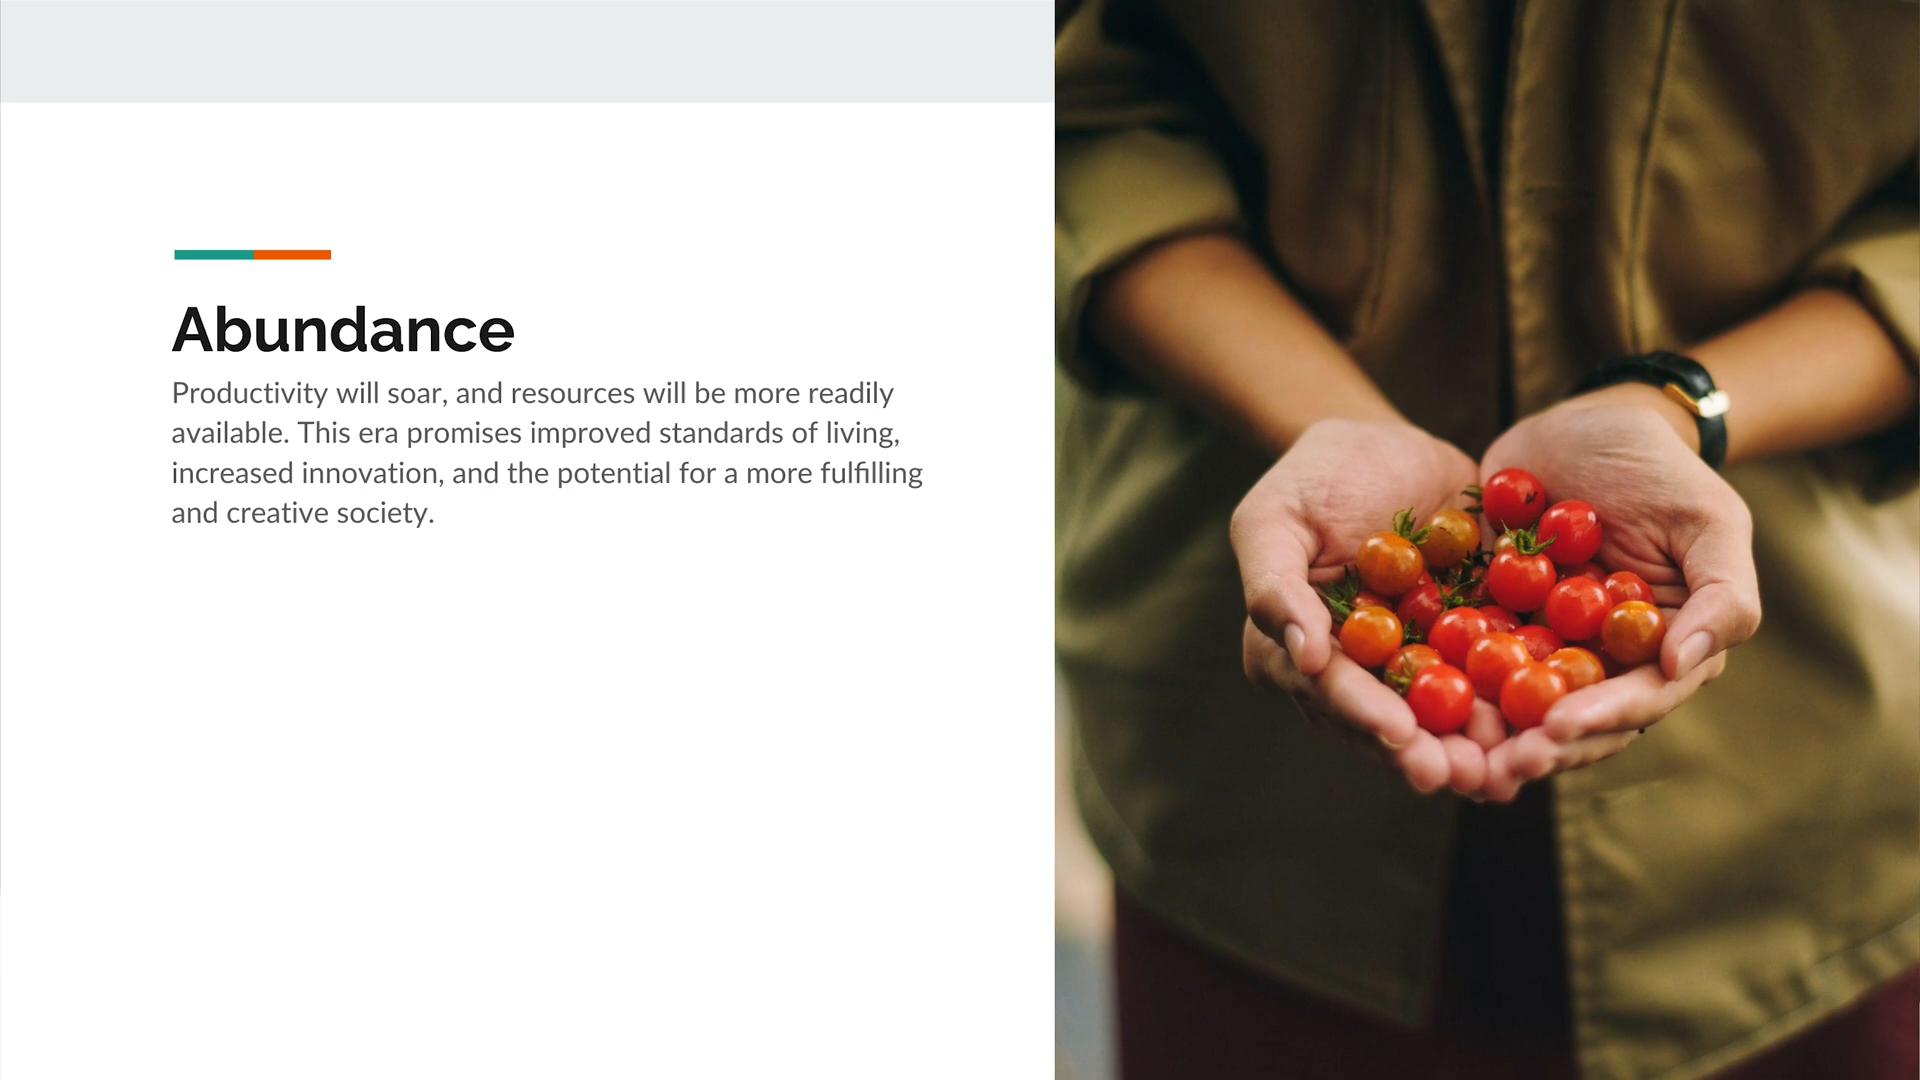 Abundance
Productivity will soar, and resources will be more readily
available. This era promises improved standards of living,
increased innovation, and the potential for a more fulfilling
and creative society.